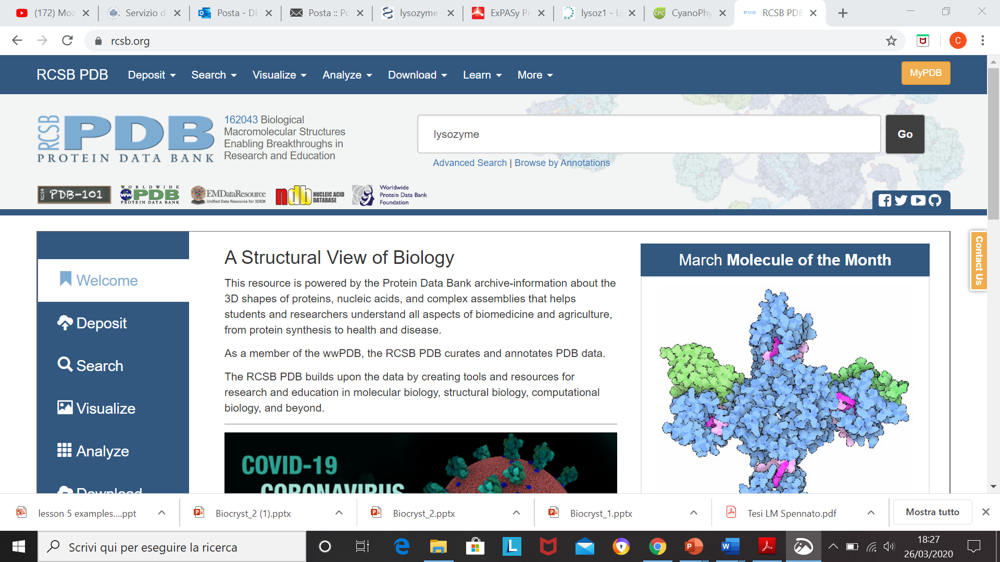 (172) Moz
Servizio d
Posta - DE
Posta :: Po
lysozyme
ExPASy Pr
lysoz1 - Ly
CyanoPhy
RCSB PDB
rcsb.org
C
RCSB PDB
Deposit
Search
Visualize
Analyze
Download
Learn
More
MyPDB
RCSB PDB
PROTEIN DATA BANK
162043 Biological
Macromolecular Structures
Enabling Breakthroughs in
Research and Education
lysozyme
Go
Advanced Search | Browse by Annotations
RCSB PDB-101
WORLDWIDE
wwPDB
PROTEIN DATA BANK
EMDataResource
Unified Data Resource for 3DEM
ndb NUCLEIC ACID
DATABASE
Worldwide
Protein Data Bank
Foundation
Contact Us
Welcome
Deposit
Search
Visualize
Analyze
Download
A Structural View of Biology
This resource is powered by the Protein Data Bank archive-information about the
3D shapes of proteins, nucleic acids, and complex assemblies that helps
students and researchers understand all aspects of biomedicine and agriculture,
from protein synthesis to health and disease.
As a member of the wwPDB, the RCSB PDB curates and annotates PDB data.
The RCSB PDB builds upon the data by creating tools and resources for
research and education in molecular biology, structural biology, computational
biology, and beyond.
COVID-19
CORONAVIRUS
March Molecule of the Month
lesson 5 examples....ppt
Biocryst_2 (1).pptx
Biocryst_2.pptx
Biocryst_1.pptx
Tesi LM Spennato.pdf
Mostra tutto
Scrivi qui per eseguire la ricerca
18:27
26/03/2020